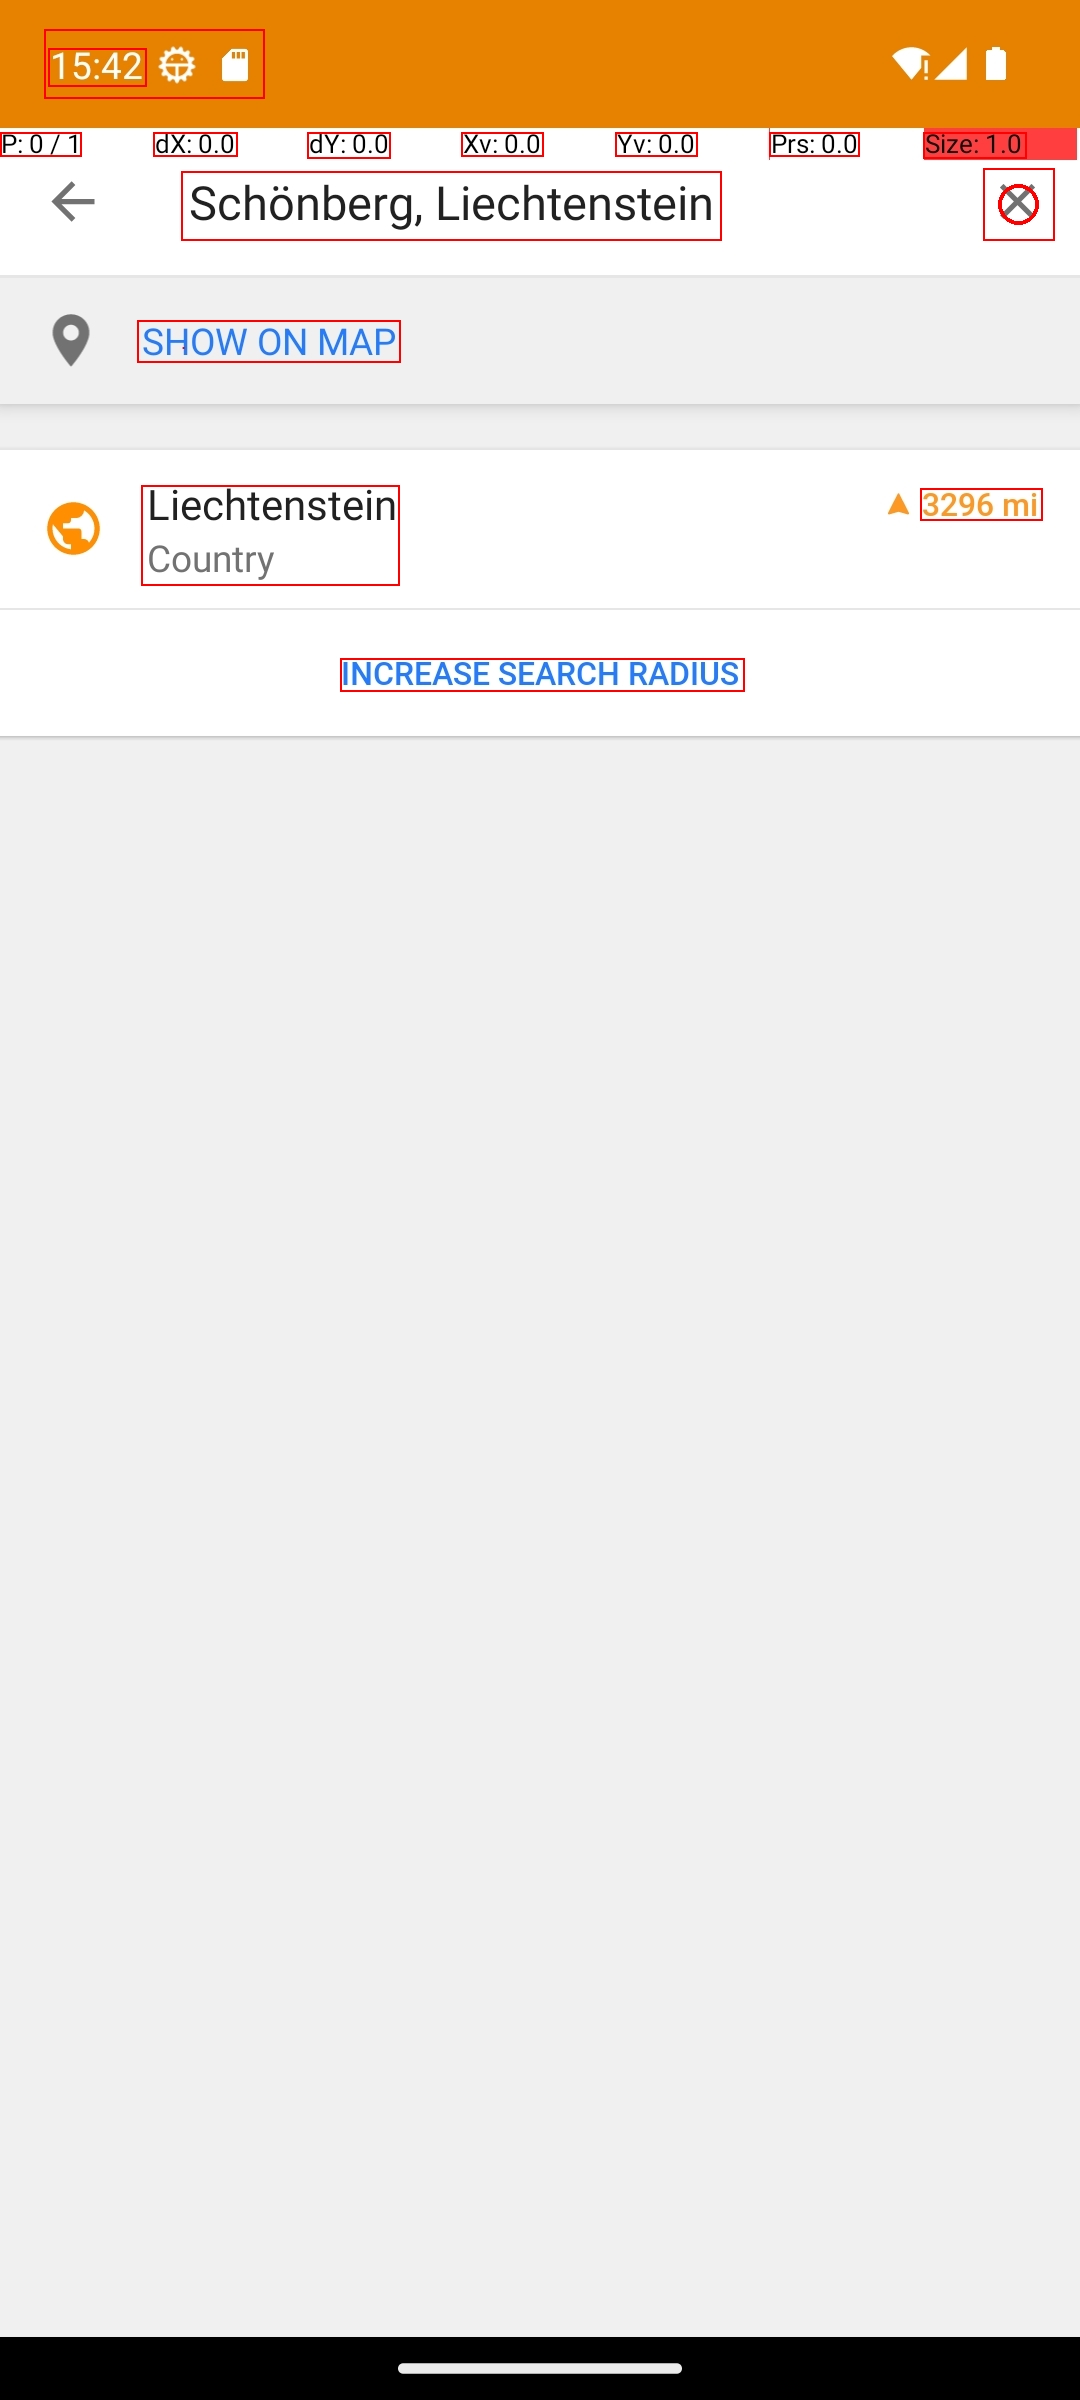 15:42
P: 0 / 1 dX: 0.0 dY: 0.0 Xv: 0.0 Yv: 0.0 Prs: 0.0 Size: 1.0
Schönberg, Liechtenstein
SHOW ON MAP
Liechtenstein 3296 mi
Country
INCREASE SEARCH RADIUS